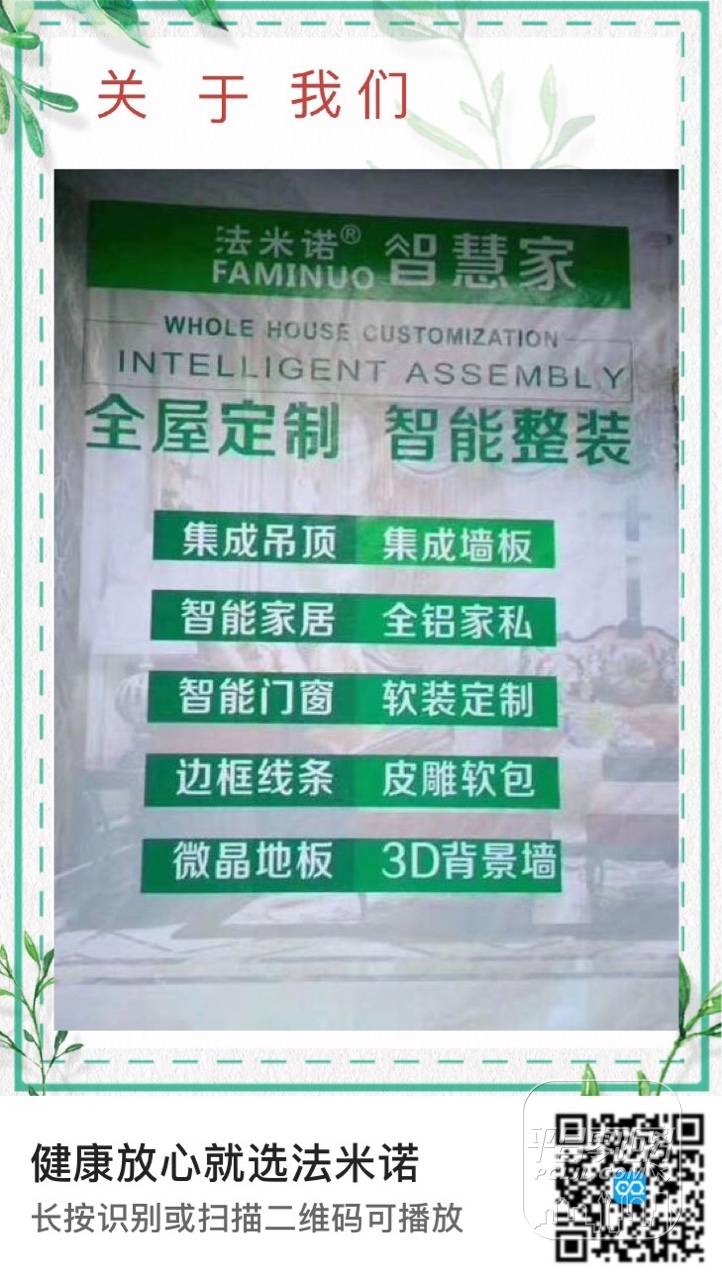 关于我们
法米诺® 智慧家
FAMINUO
WHOLE HOUSE CUSTOMIZATION
INTELLIGENT ASSEMBLY
全屋定制 智能整装
集成吊顶 集成墙板
智能家居 全铝家私
智能门窗 软装定制
边框线条 皮雕软包
微晶地板 3D背景墙
健康放心就选法米诺
长按识别或扫描二维码可播放